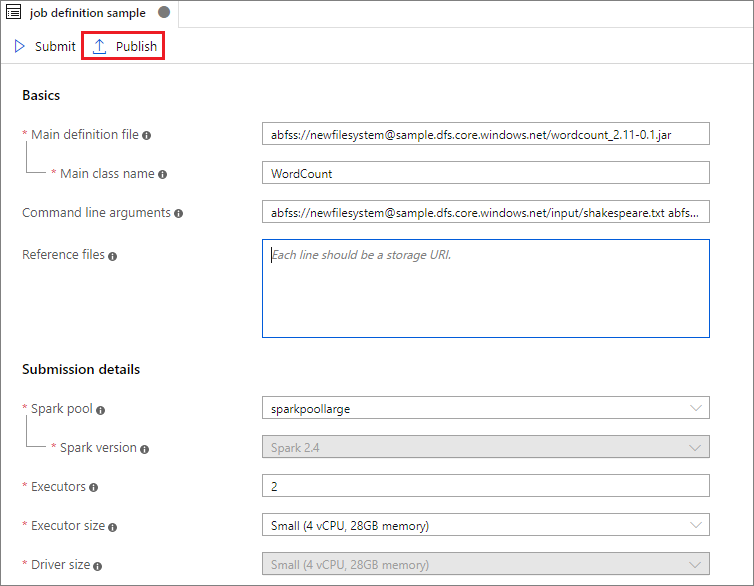 job definition sample
Submit Publish
Basics
* Main definition file abfss://newfilesystem@sample.dfs.core.windows.net/wordcount_2.11-0.1.jar
* Main class name WordCount
Command line arguments abfss://newfilesystem@sample.dfs.core.windows.net/input/shakespeare.txt abfs...
Reference files Each line should be a storage URI.
Submission details
* Spark pool sparkpoollarge
* Spark version Spark 2.4
* Executors 2
* Executor size Small (4 vCPU, 28GB memory)
* Driver size Small (4 vCPU, 28GB memory)